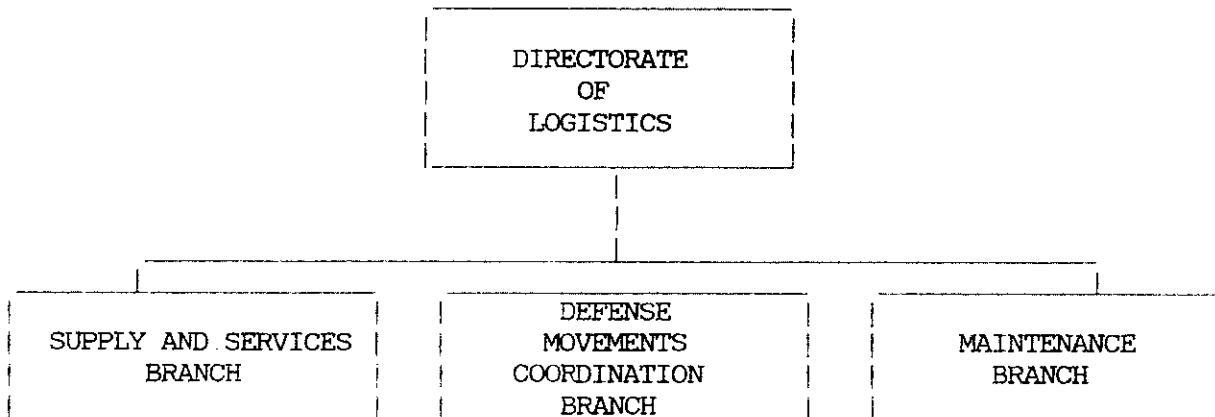 DIRECTORATE
OF
LOGISTICS
SUPPLY AND SERVICES
BRANCH
DEFENSE
MOVEMENTS
COORDINATION
BRANCH
MAINTENANCE
BRANCH